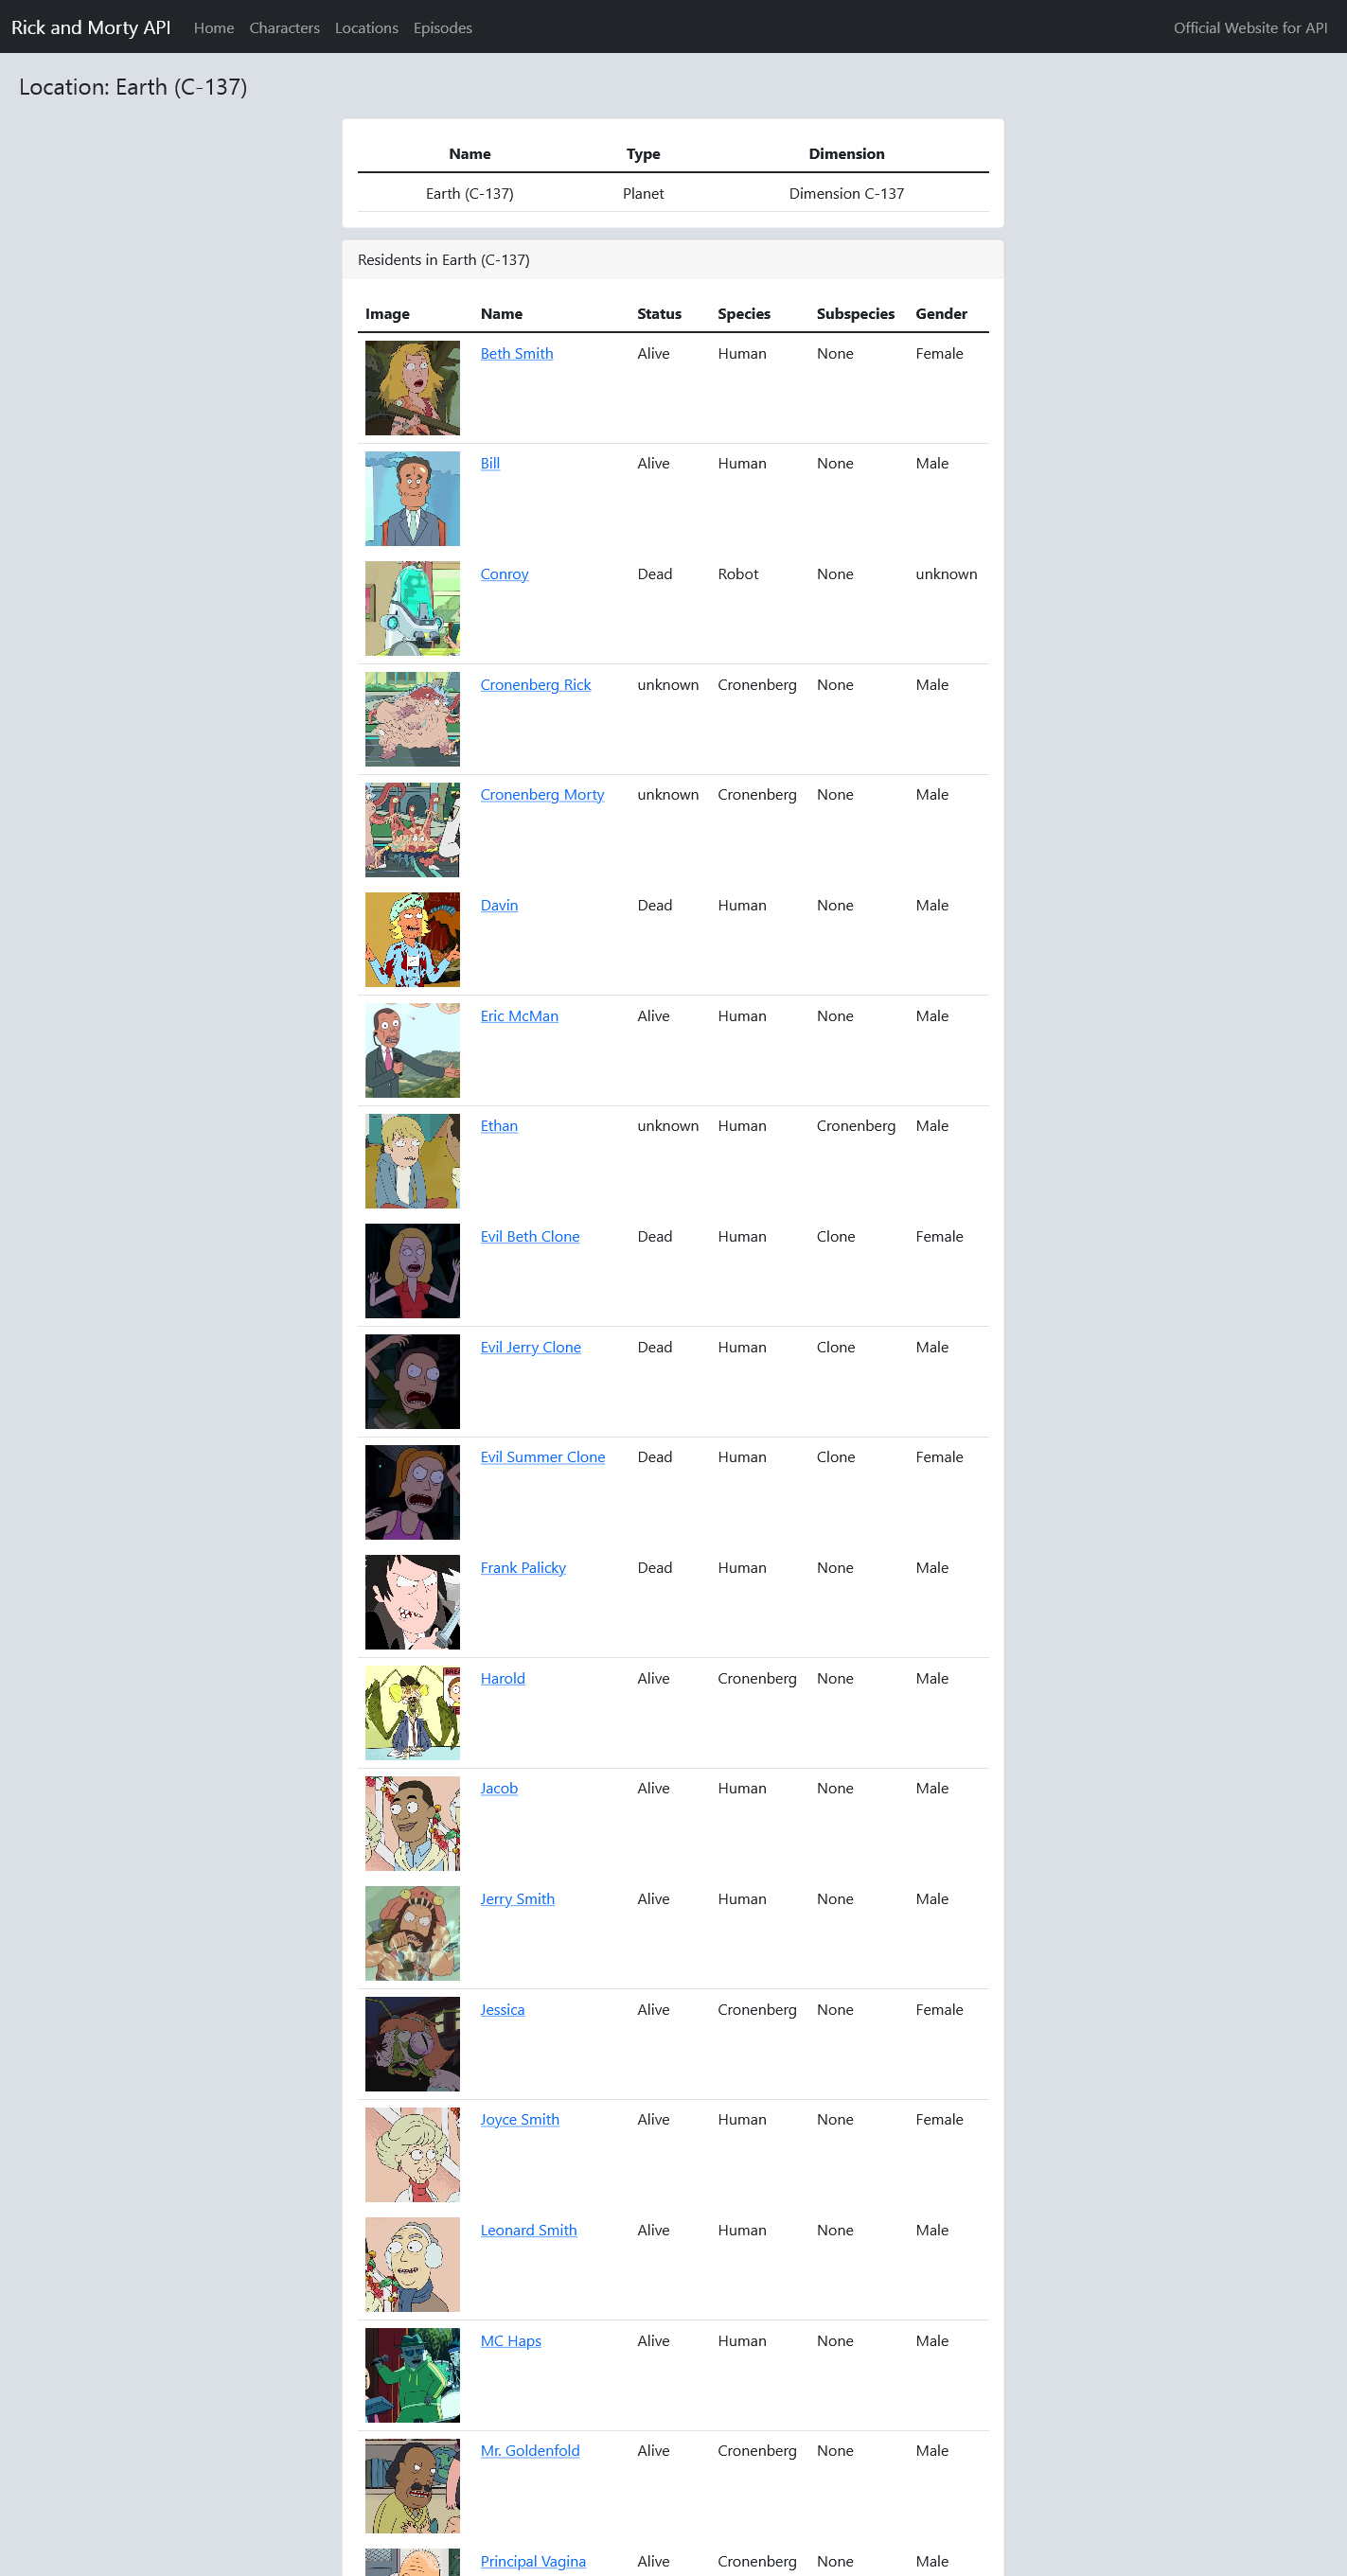 Rick and Morty API Home Characters Locations Episodes Official Website for API
Location: Earth (C-137)
Name Type Dimension
Earth (C-137) Planet Dimension C-137
Residents in Earth (C-137)
Image Name Status Species Subspecies Gender
Beth Smith Alive Human None Female
Bill Alive Human None Male
Conroy Dead Robot None unknown
Cronenberg Rick unknown Cronenberg None Male
Cronenberg Morty unknown Cronenberg None Male
Davin Dead Human None Male
Eric McMan Alive Human None Male
Ethan unknown Human Cronenberg Male
Evil Beth Clone Dead Human Clone Female
Evil Jerry Clone Dead Human Clone Male
Evil Summer Clone Dead Human Clone Female
Frank Palicky Dead Human None Male
Harold Alive Cronenberg None Male
Jacob Alive Human None Male
Jerry Smith Alive Human None Male
Jessica Alive Cronenberg None Female
Joyce Smith Alive Human None Female
Leonard Smith Alive Human None Male
MC Haps Alive Human None Male
Mr. Goldenfold Alive Cronenberg None Male
Principal Vagina Alive Cronenberg None Male